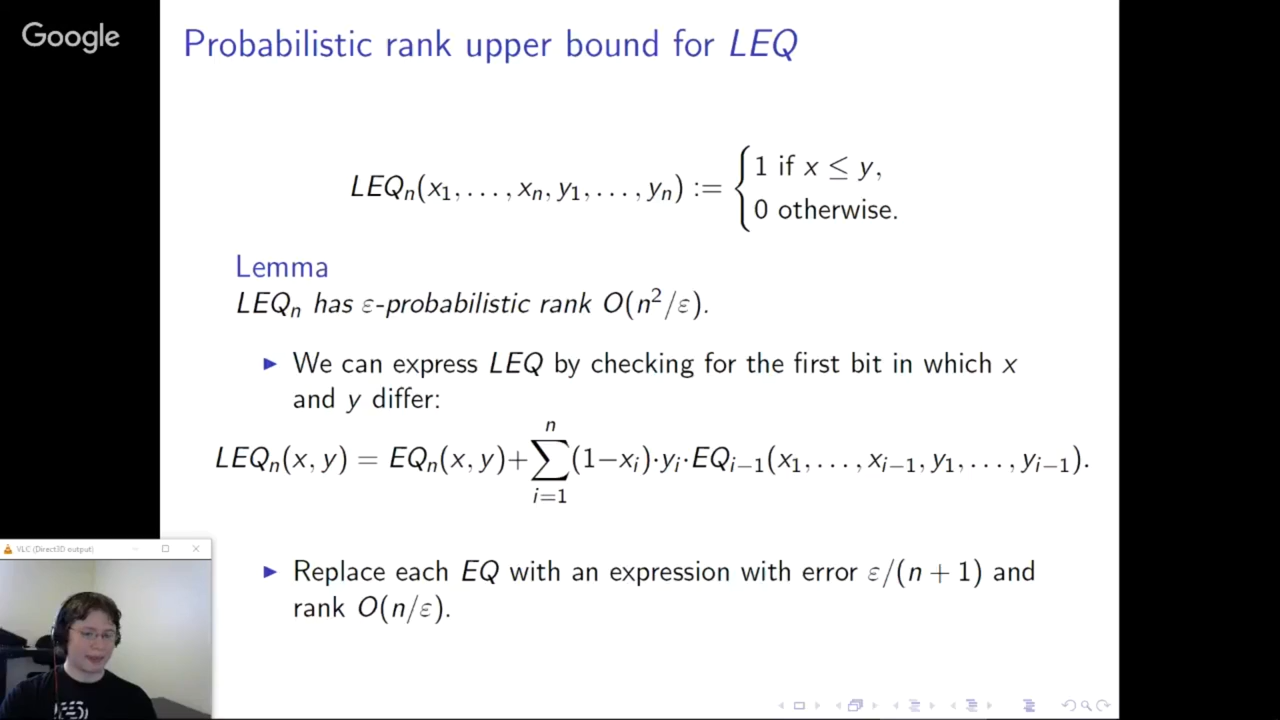 Google
Probabilistic rank upper bound for LEQ
LEQₙ(x₁, . . . , xₙ, y₁, . . . , yₙ) := { 1 if x ≤ y,
0 otherwise.
Lemma
LEQₙ has ε-probabilistic rank O(n²/ε).
▶ We can express LEQ by checking for the first bit in which x
and y differ:
LEQₙ(x, y) = EQₙ(x, y)+∑ⁿᵢ₌₁(1−xᵢ)·yᵢ·EQᵢ₋₁(x₁, . . . , xᵢ₋₁, y₁, . . . , yᵢ₋₁).
▶ Replace each EQ with an expression with error ε/(n + 1) and
rank O(n/ε).
VLC (Direct3D output)